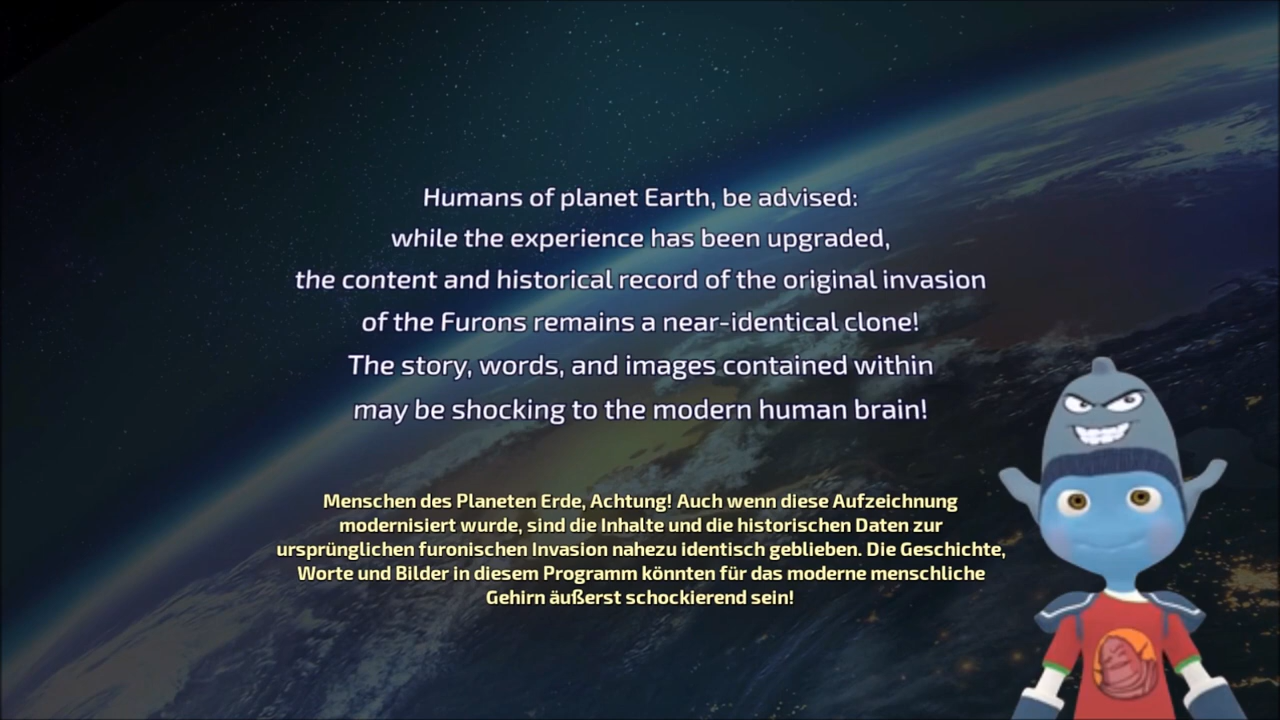 Humans of planet Earth, be advised:
while the experience has been upgraded,
the content and historical record of the original invasion
of the Furons remains a near-identical clone!
The story, words, and images contained within
may be shocking to the modern human brain!
Menschen des Planeten Erde, Achtung! Auch wenn diese Aufzeichnung
modernisiert wurde, sind die Inhalte und die historischen Daten zur
ursprünglichen furonischen Invasion nahezu identisch geblieben. Die Geschichte,
Worte und Bilder in diesem Programm könnten für das moderne menschliche
Gehirn äußerst schockierend sein!